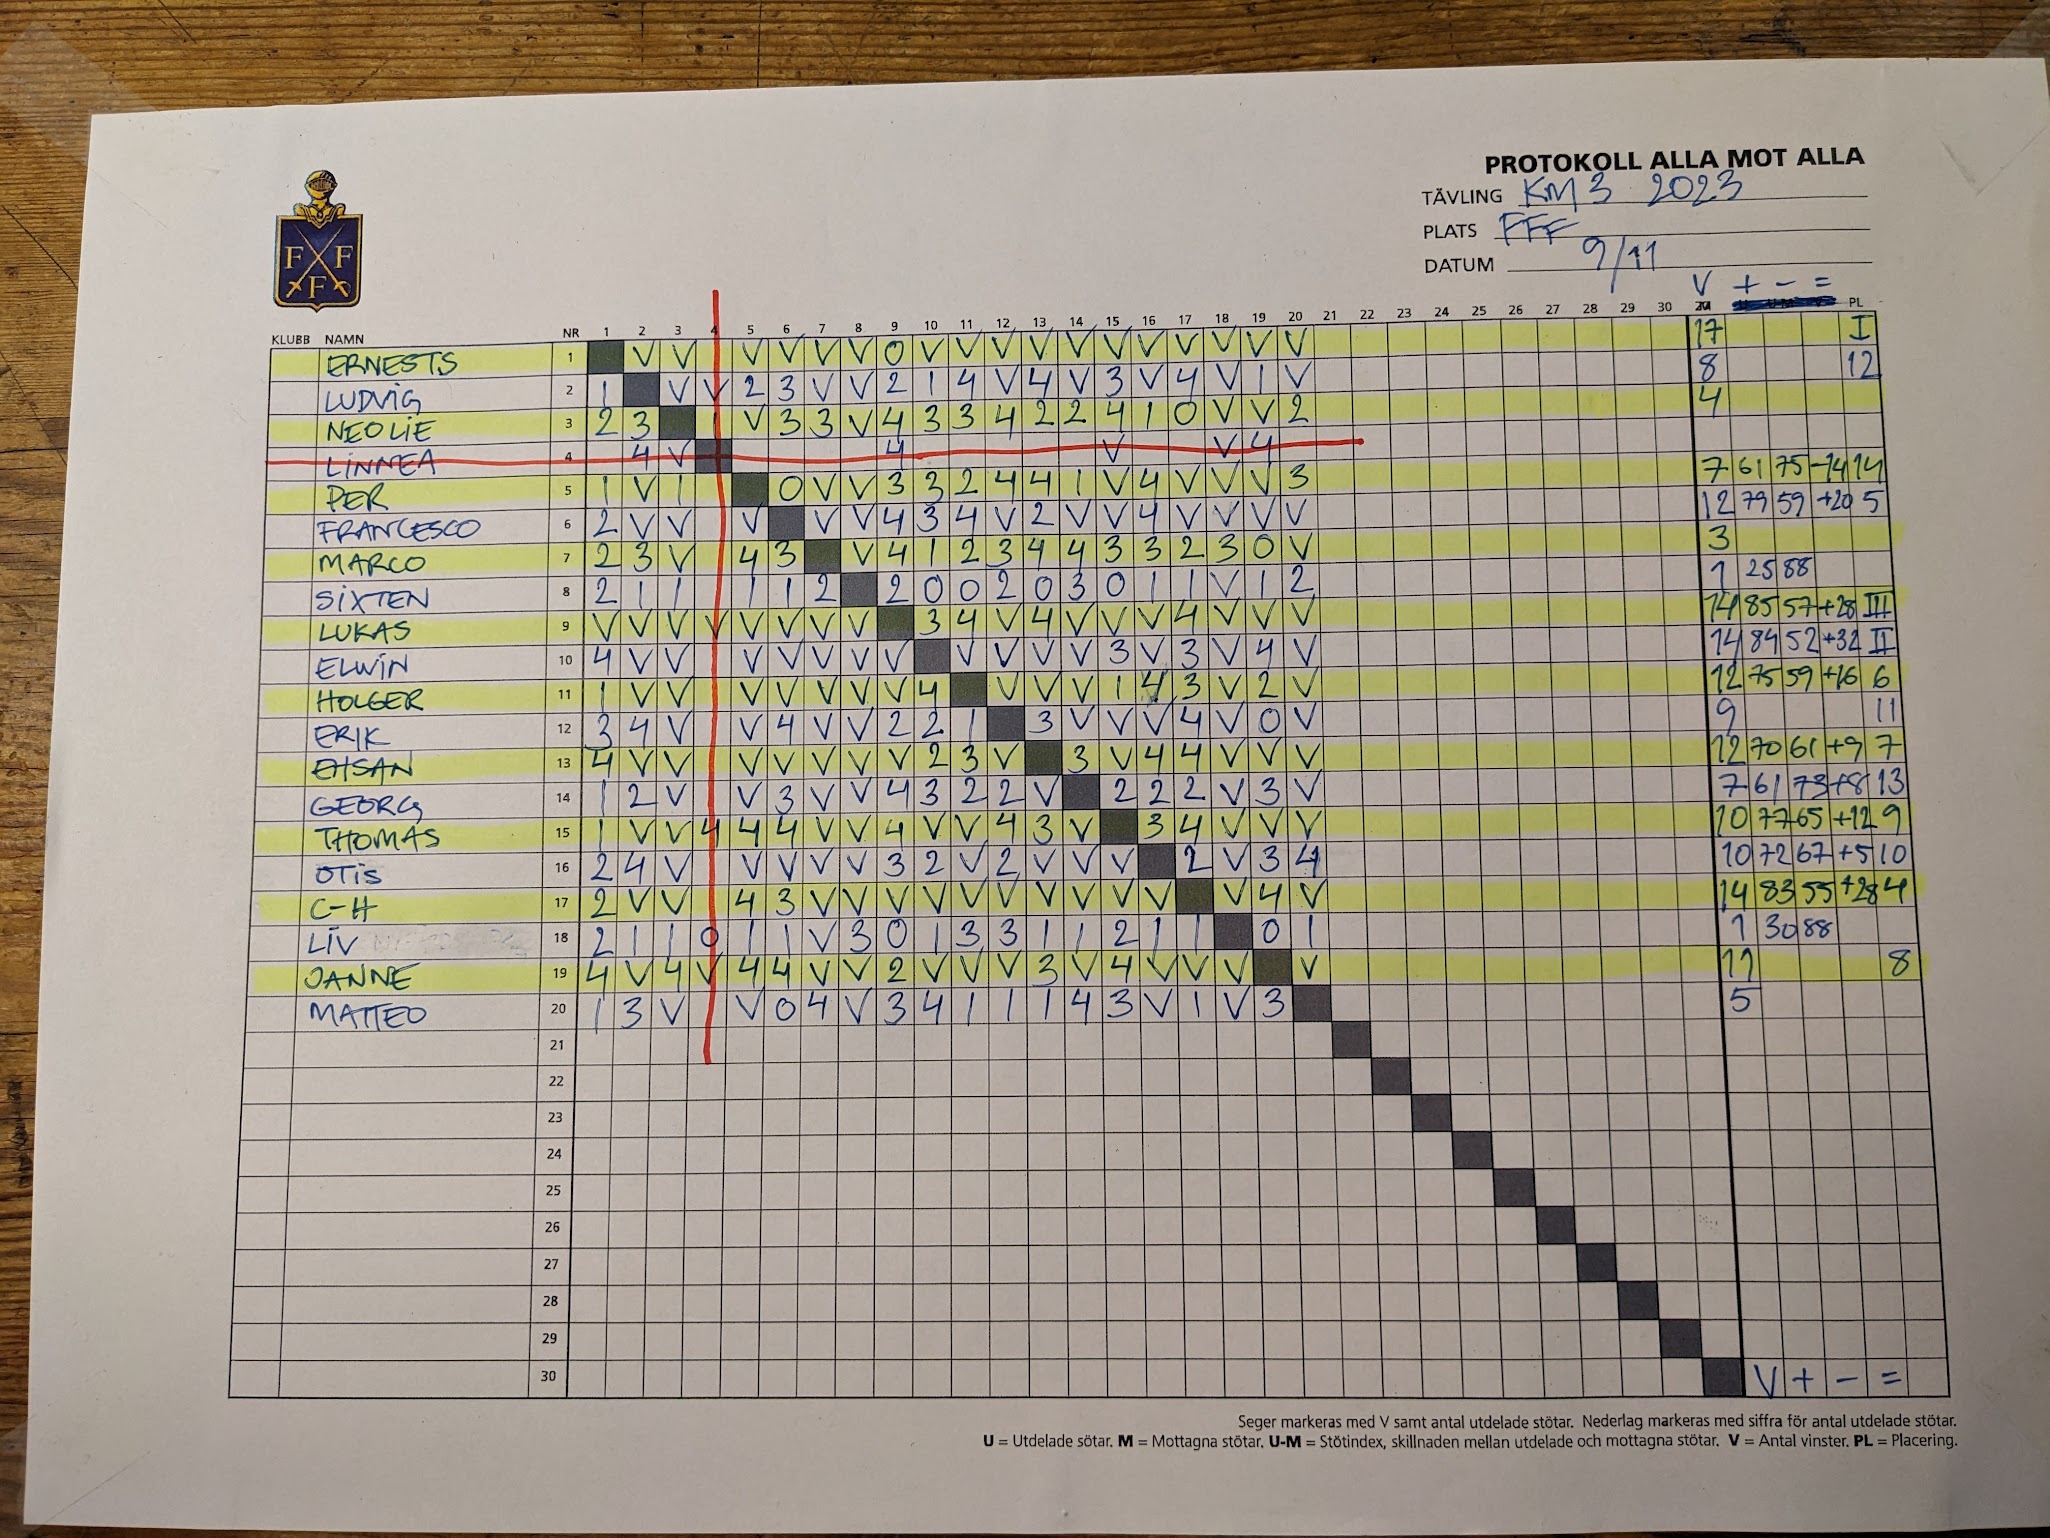 PROTOKOLL ALLA MOT ALLA
TÄVLING KM 3 2023
PLATS FFF
DATUM 9/11
F F
F
V + - =
KLUBB NAMN NR 1 2 3 4 5 6 7 8 9 10 11 12 13 14 15 16 17 18 19 20 21 22 23 24 25 26 27 28 29 30 PL
ERNESTS 1 V V V V V V 0 V V V V V V V V V V V 17 I
LUDVIG 2 1 V V 2 3 V V 2 1 4 V 4 V 3 V 4 V 1 V 8 12
NEOLIE 3 2 3 1 V 3 3 V 4 3 3 4 2 2 4 1 0 V V 2 4
LINNEA 4 4 V 4 V V 4
PER 5 1 V 1 0 V V 3 3 2 4 4 1 V 4 V V V 3 7 61 75 -14 14
FRANCESCO 6 2 V V V V V 4 3 4 V 2 V V 4 V V V V 12 79 59 +20 5
MARCO 7 2 3 V 4 3 V 4 1 2 3 4 4 3 3 2 3 0 V 3
SIXTEN 8 2 1 1 1 1 2 2 0 0 2 0 3 0 1 1 V 1 2 1 25 88
LUKAS 9 V V V V V V V V 3 4 V 4 V V V 4 V V V 14 85 57 +28 III
ELWIN 10 4 V V V V V V V V V V V 3 V 3 V 4 V 14 84 52 +32 II
HOLGER 11 1 V V V V V V V 4 V V V 1 4 3 V 2 V 12 75 59 +16 6
ERIK 12 3 4 V V 4 V V 2 2 1 3 V V V 4 V 0 V 9 11
EHSAN 13 4 V V V V V V V 2 3 V 3 V 4 4 V V V 12 70 61 +9 7
GEORG 14 1 2 V V 3 V V 4 3 2 2 V 2 2 2 V 3 V 7 61 73 +8 13
THOMAS 15 1 V V 4 4 4 V V 4 V V 4 3 V 3 4 V V V 10 77 65 +12 9
OTIS 16 2 4 V V V V V 3 2 V 2 V V V 2 V 3 4 10 72 67 +5 10
C-H 17 2 V V 4 3 V V V V V V V V V V V 4 V 14 83 55 +28 4
LIV 18 2 1 1 0 1 1 V 3 0 1 3 3 1 1 2 1 1 0 1 1 30 88
JANNE 19 4 V 4 V 4 4 V V 2 V V V 3 V 4 V V V V 11 8
MATTEO 20 1 3 V V 0 4 V 3 4 1 1 1 4 3 V 1 V 3 5
21
22
23
24
25
26
27
28
29
30 V + - =
Seger markeras med V samt antal utdelade stötar. Nederlag markeras med siffra för antal utdelade stötar.
U = Utdelade sötar. M = Mottagna stötar. U-M = Stötindex, skillnaden mellan utdelade och mottagna stötar. V = Antal vinster. PL = Placering.